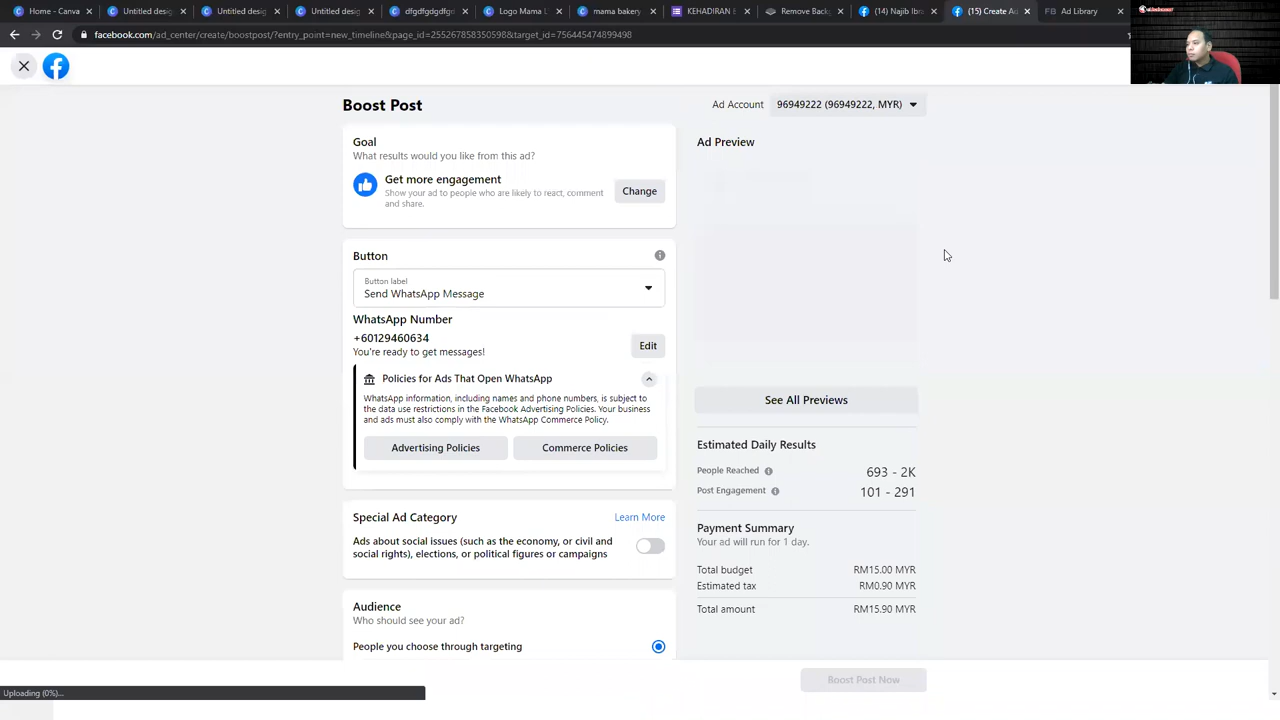 Home - Canva
Untitled desig
Untitled desig
Untitled desig
dfgdfgdgdfgn
Logo Mama L
mama bakery
KEHADIRAN B
Remove Back
(14) Najib Ibra
(15) Create Ad
Ad Library
facebook.com/ad_center/create/boostpost/?entry_point=new_timeline&page_id=2552678583505598&target_id=756445474899498
Boost Post
Ad Account
96949222 (96949222, MYR)
Goal
What results would you like from this ad?
Get more engagement
Show your ad to people who are likely to react, comment
and share.
Change
Ad Preview
Button
Button label
Send WhatsApp Message
WhatsApp Number
+60129460634
You're ready to get messages!
Edit
Policies for Ads That Open WhatsApp
WhatsApp information, including names and phone numbers, is subject to
the data use restrictions in the Facebook Advertising Policies. Your business
and ads must also comply with the WhatsApp Commerce Policy.
Advertising Policies
Commerce Policies
See All Previews
Estimated Daily Results
People Reached
693 - 2K
Post Engagement
101 - 291
Special Ad Category
Learn More
Ads about social issues (such as the economy, or civil and
social rights), elections, or political figures or campaigns
Payment Summary
Your ad will run for 1 day.
Total budget
RM15.00 MYR
Estimated tax
RM0.90 MYR
Total amount
RM15.90 MYR
Audience
Who should see your ad?
People you choose through targeting
Boost Post Now
Uploading (0%)...